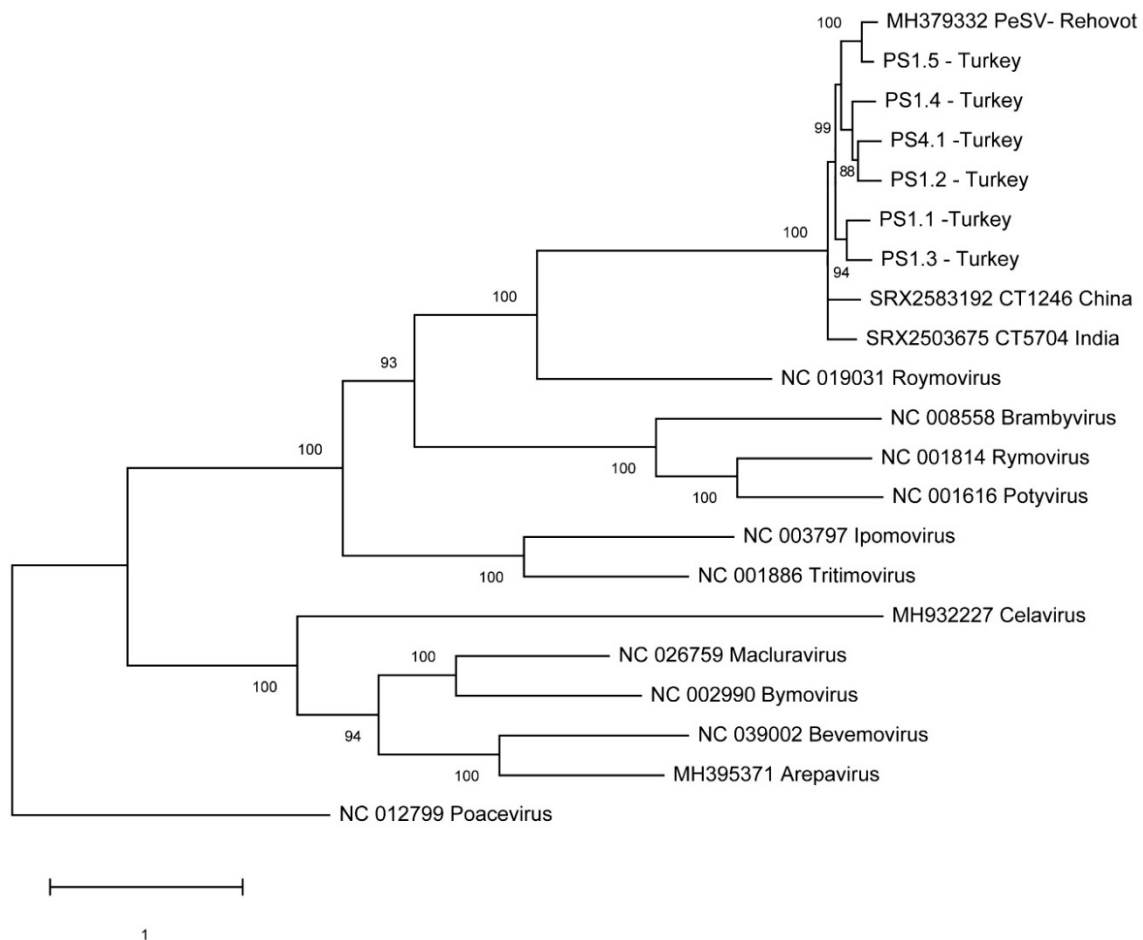 100
MH379332 PeSV- Rehovot
PS1.5 - Turkey
PS1.4 - Turkey
99
PS4.1 -Turkey
88
PS1.2 - Turkey
PS1.1 -Turkey
100
PS1.3 - Turkey
94
SRX2583192 CT1246 China
100
SRX2503675 CT5704 India
93
NC 019031 Roymovirus
NC 008558 Brambyvirus
100
NC 001814 Rymovirus
100
NC 001616 Potyvirus
100
NC 003797 Ipomovirus
100
NC 001886 Tritimovirus
MH932227 Celavirus
100
NC 026759 Macluravirus
100
NC 002990 Bymovirus
94
NC 039002 Bevemovirus
100
MH395371 Arepavirus
NC 012799 Poacevirus
1